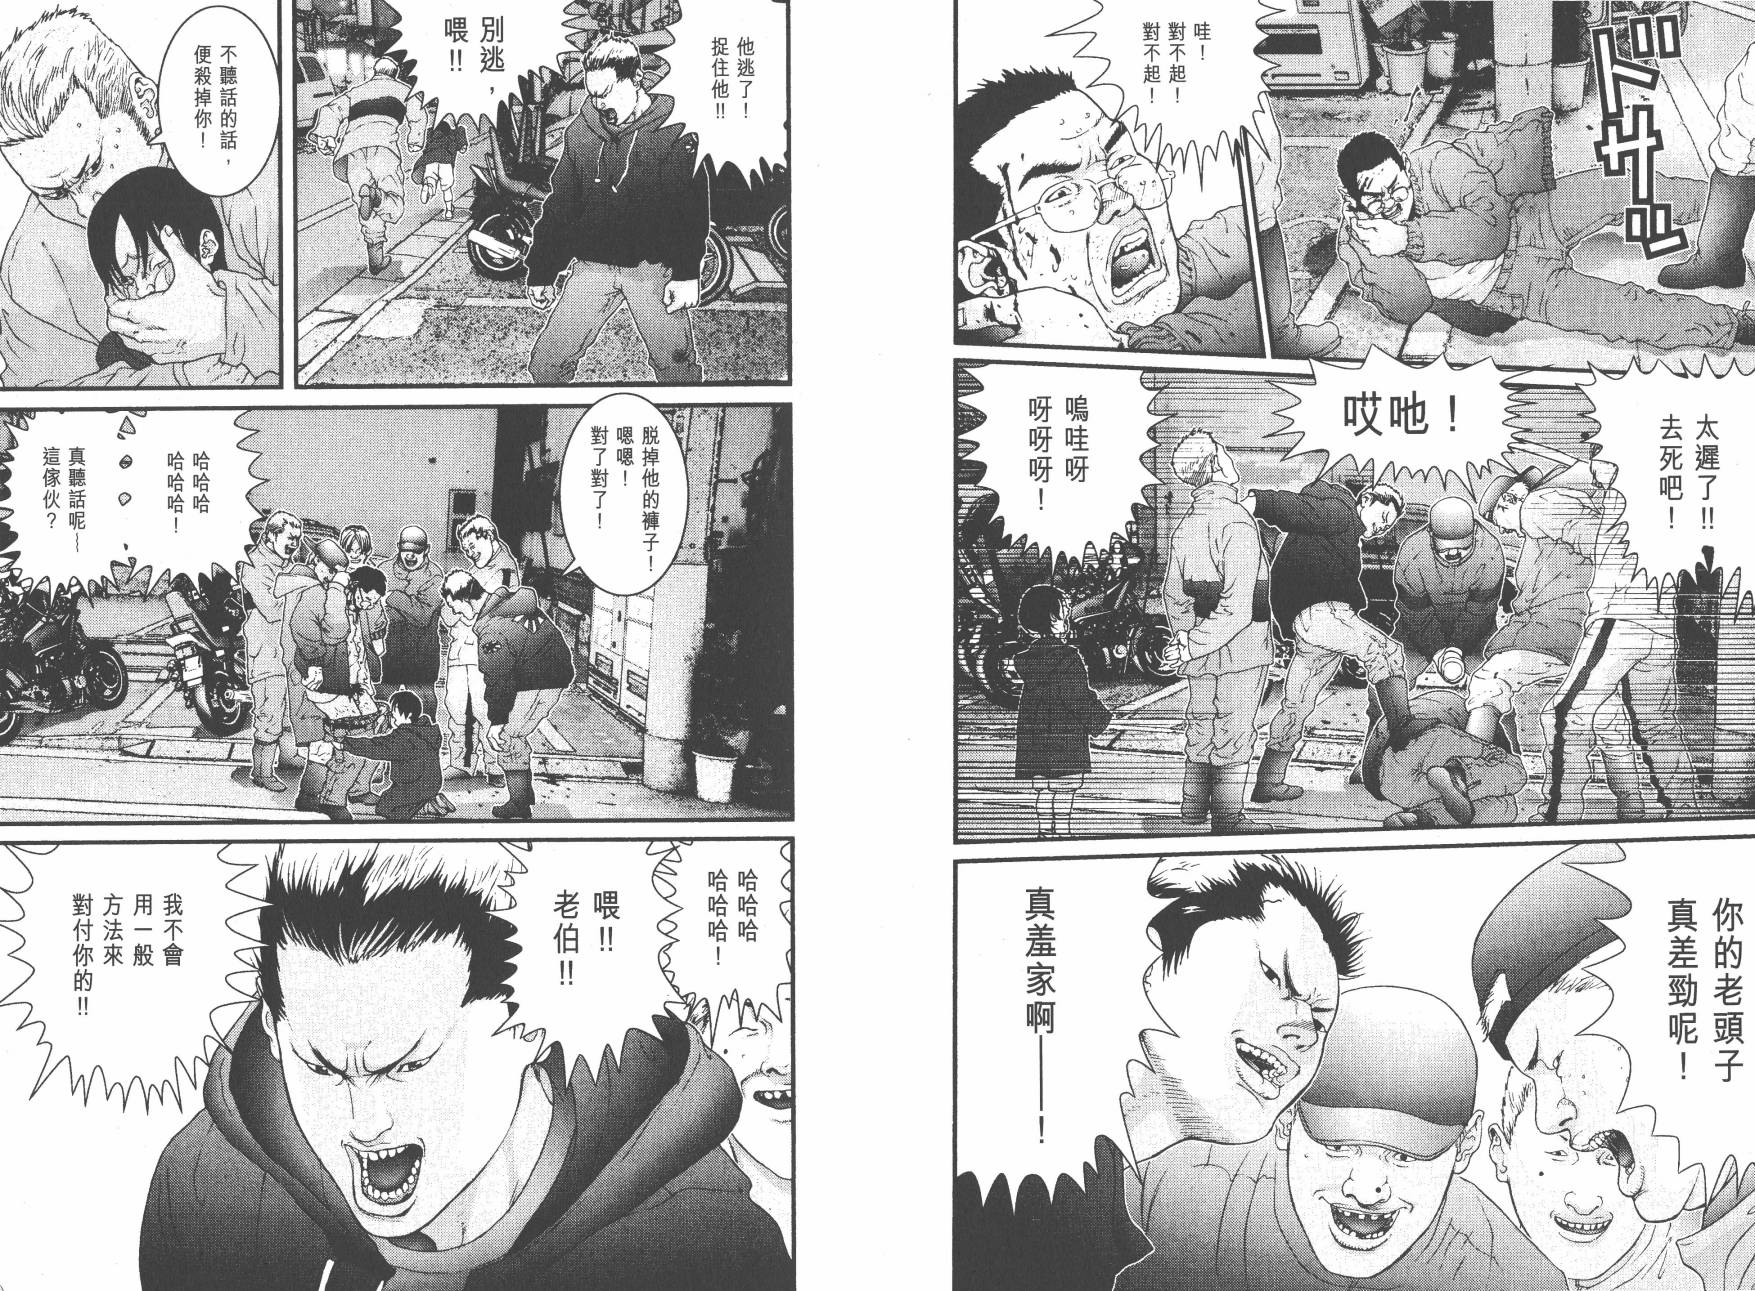 ドザーッ
哇！
對不起！
對不起！
太遲了!!
去死吧！
哎吔！
嗚哇呀
呀呀呀！
你的老頭子
真差勁呢！
真羞家啊——！
他逃了！
捉住他!!
別逃，
喂!!
不聽話的話，
便殺掉你！
脫掉他的褲子！
嗯嗯！
對了對了！
哈哈哈
哈哈哈！
真聽話呢~
這傢伙？
哈哈哈
哈哈哈！
喂!!
老伯!!
我不會
用一般
方法來
對付你的!!